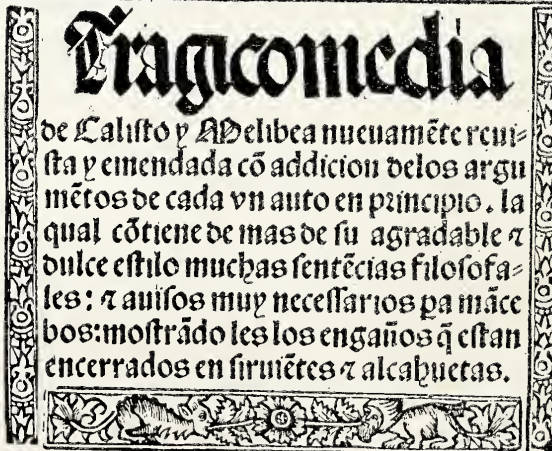 Tragicomedia
de Caliſto y Melibea nueuamẽte reui⸗
ſta y emendada cõ addicion delos argu
mẽtos de cada vn auto en principio. la
qual cõtiene de mas de ſu agradable ⁊
dulce eſtilo muchas ſentẽcias filoſofa⸗
les: ⁊ auiſos muy neceſſarios pa mãce
bos: moſtrãdo les los engaños q̃ eſtan
encerrados en ſiruiẽtes ⁊ alcahuetas.